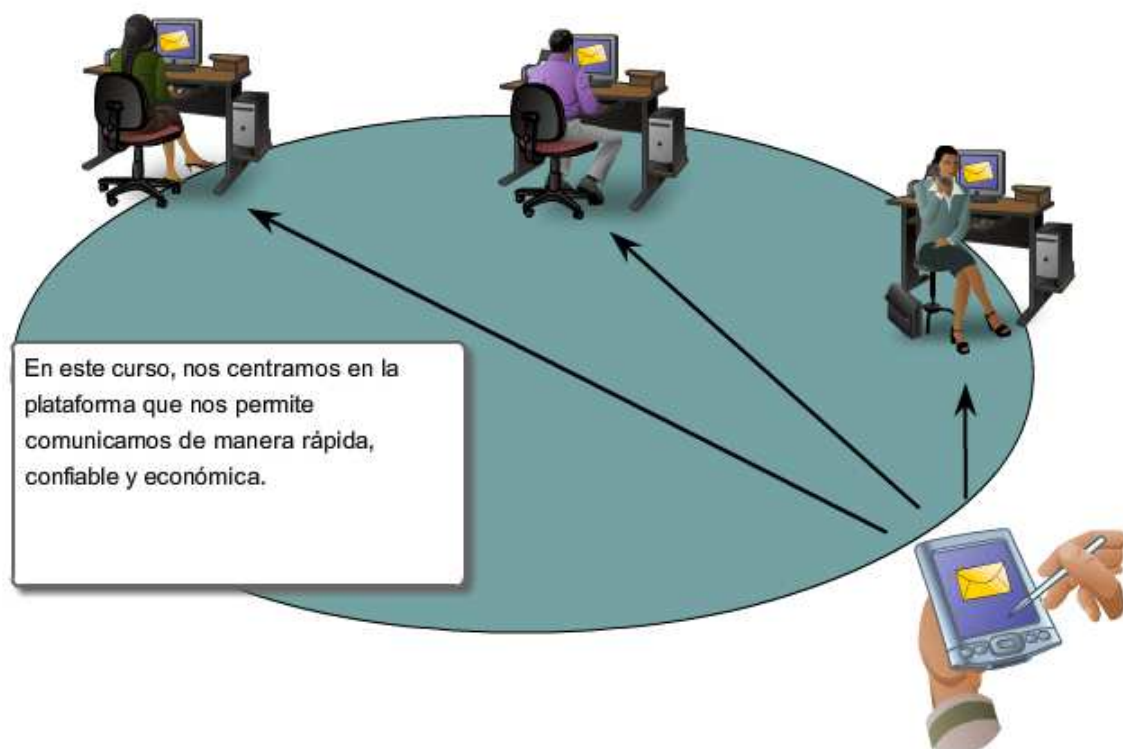 En este curso, nos centramos en la
plataforma que nos permite
comunicamos de manera rápida,
confiable y económica.